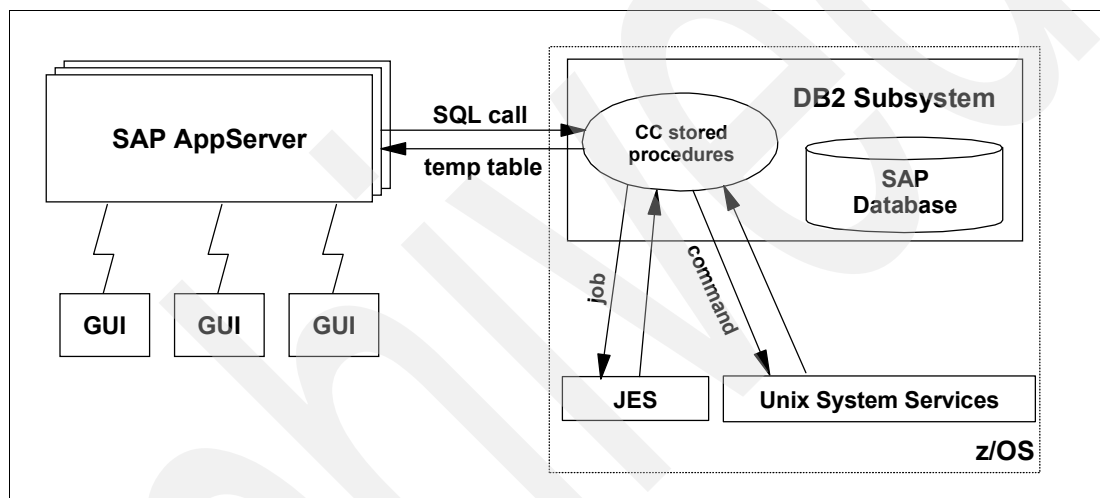 SAP AppServer
SQL call
temp table
DB2 Subsystem
CC stored
procedures
SAP
Database
GUI
GUI
GUI
job
command
JES
Unix System Services
z/OS